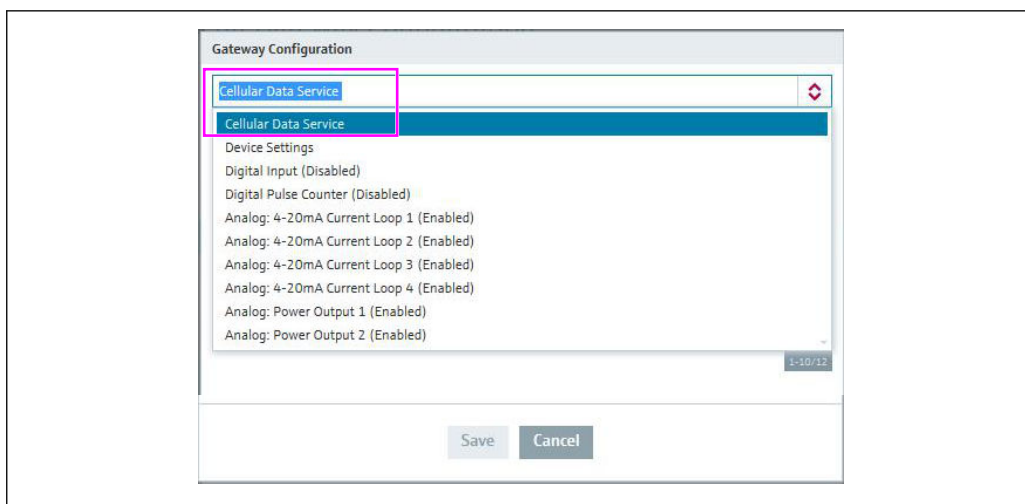 Gateway Configuration
Cellular Data Service
Cellular Data Service
Device Settings
Digital Input (Disabled)
Digital Pulse Counter (Disabled)
Analog: 4-20mA Current Loop 1 (Enabled)
Analog: 4-20mA Current Loop 2 (Enabled)
Analog: 4-20mA Current Loop 3 (Enabled)
Analog: 4-20mA Current Loop 4 (Enabled)
Analog: Power Output 1 (Enabled)
Analog: Power Output 2 (Enabled)
1-10/12
Save Cancel